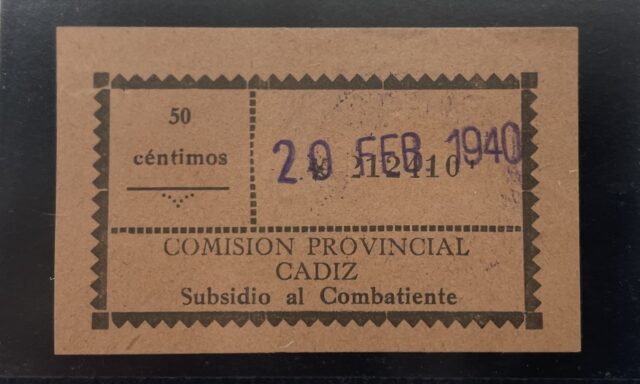 50
céntimos
20 FEB. 1940
COMISION PROVINCIAL
CADIZ
Subsidio al Combatiente